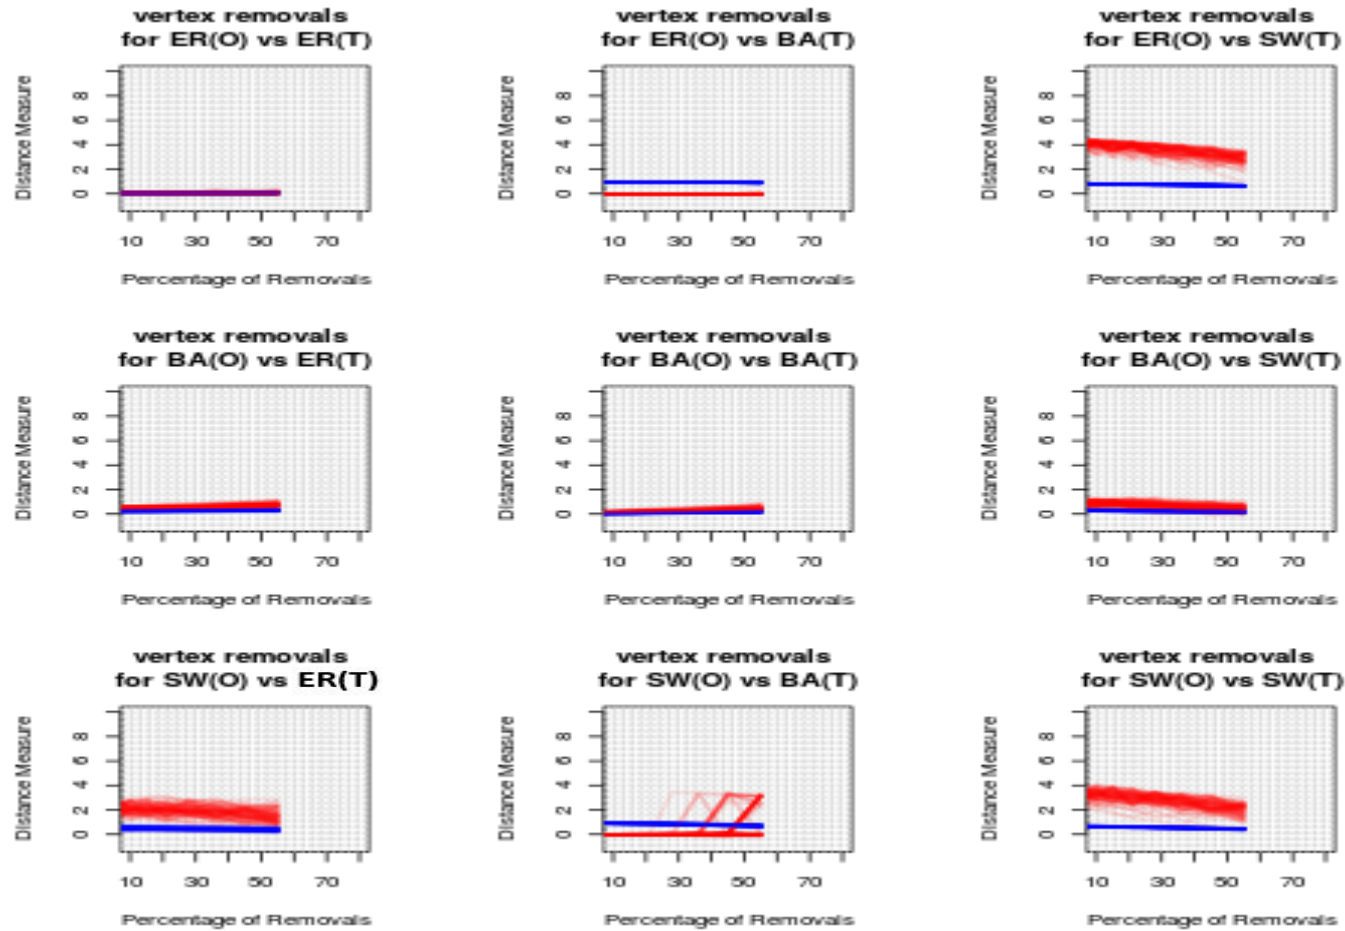 vertex removals
for ER(O) vs ER(T)
Distance Measure
0 2 4 6 8
10 30 50 70
Percentage of Removals
vertex removals
for ER(O) vs BA(T)
Distance Measure
0 2 4 6 8
10 30 50 70
Percentage of Removals
vertex removals
for ER(O) vs SW(T)
Distance Measure
0 2 4 6 8
10 30 50 70
Percentage of Removals
vertex removals
for BA(O) vs ER(T)
Distance Measure
0 2 4 6 8
10 30 50 70
Percentage of Removals
vertex removals
for BA(O) vs BA(T)
Distance Measure
0 2 4 6 8
10 30 50 70
Percentage of Removals
vertex removals
for BA(O) vs SW(T)
Distance Measure
0 2 4 6 8
10 30 50 70
Percentage of Removals
vertex removals
for SW(O) vs ER(T)
Distance Measure
0 2 4 6 8
10 30 50 70
Percentage of Removals
vertex removals
for SW(O) vs BA(T)
Distance Measure
0 2 4 6 8
10 30 50 70
Percentage of Removals
vertex removals
for SW(O) vs SW(T)
Distance Measure
0 2 4 6 8
10 30 50 70
Percentage of Removals